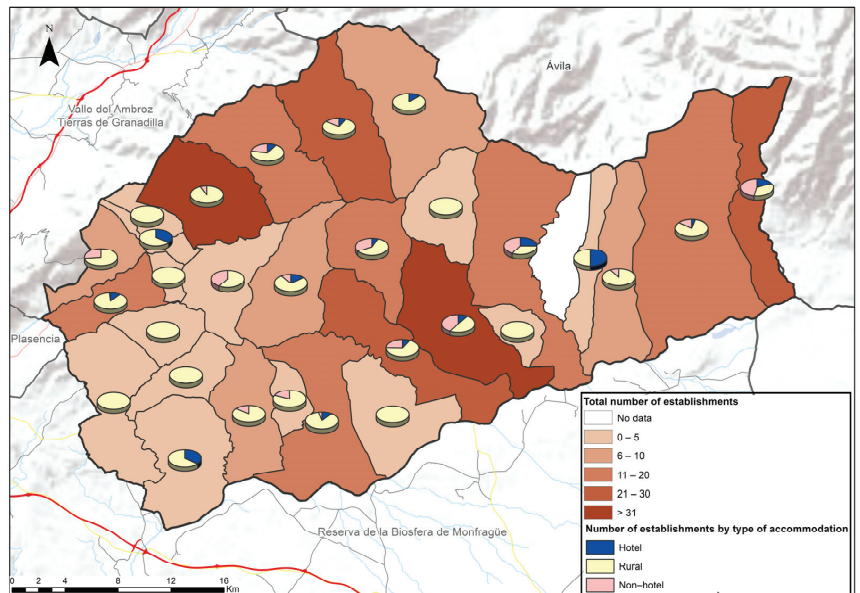 N
Ávila
Vallo dol Ambroz
Tierras de Granadilla
Plasencia
Reserva de la Biosfera de Monfragüe
Total number of establishments
No data
0 – 5
6 – 10
11 – 20
21 – 30
> 31
Number of establishments by type of accommodation
Hotel
Rural
Non–hotel
0 2 4 8 12 16
Km